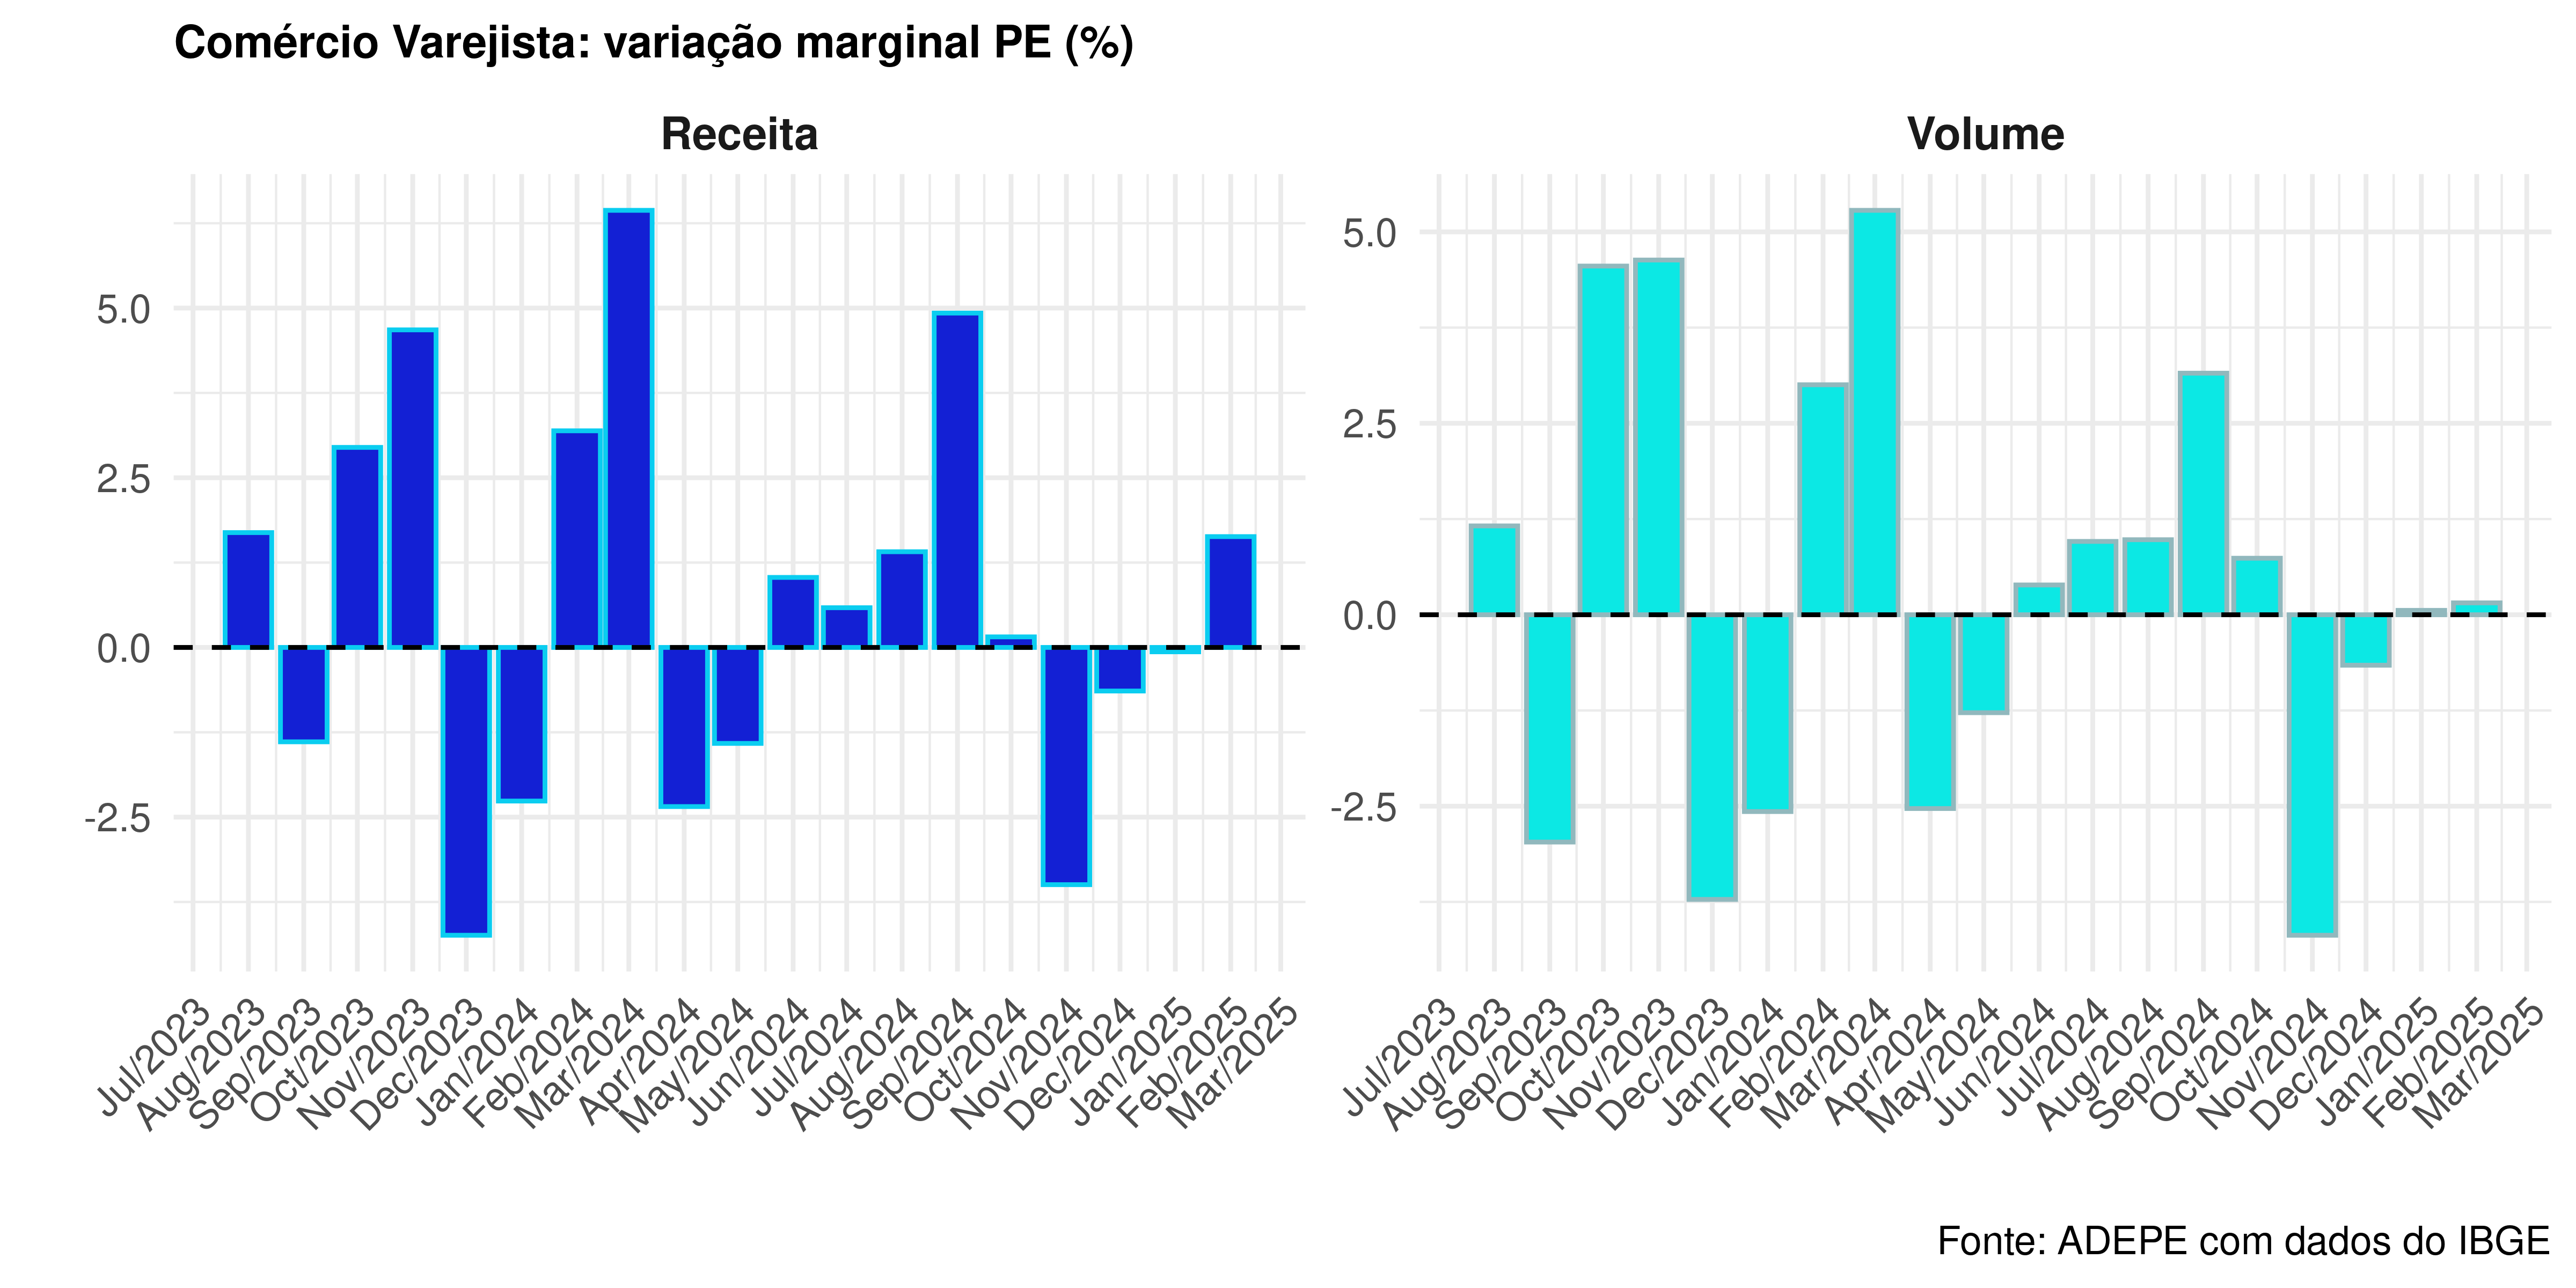 Comércio Varejista: variação marginal PE (%)
Receita
5.0
2.5
0.0
-2.5
Jul/2023
Aug/2023
Sep/2023
Oct/2023
Nov/2023
Dec/2023
Jan/2024
Feb/2024
Mar/2024
Apr/2024
May/2024
Jun/2024
Jul/2024
Aug/2024
Sep/2024
Oct/2024
Nov/2024
Dec/2024
Jan/2025
Feb/2025
Mar/2025
Volume
5.0
2.5
0.0
-2.5
Jul/2023
Aug/2023
Sep/2023
Oct/2023
Nov/2023
Dec/2023
Jan/2024
Feb/2024
Mar/2024
Apr/2024
May/2024
Jun/2024
Jul/2024
Aug/2024
Sep/2024
Oct/2024
Nov/2024
Dec/2024
Jan/2025
Feb/2025
Mar/2025
Fonte: ADEPE com dados do IBGE